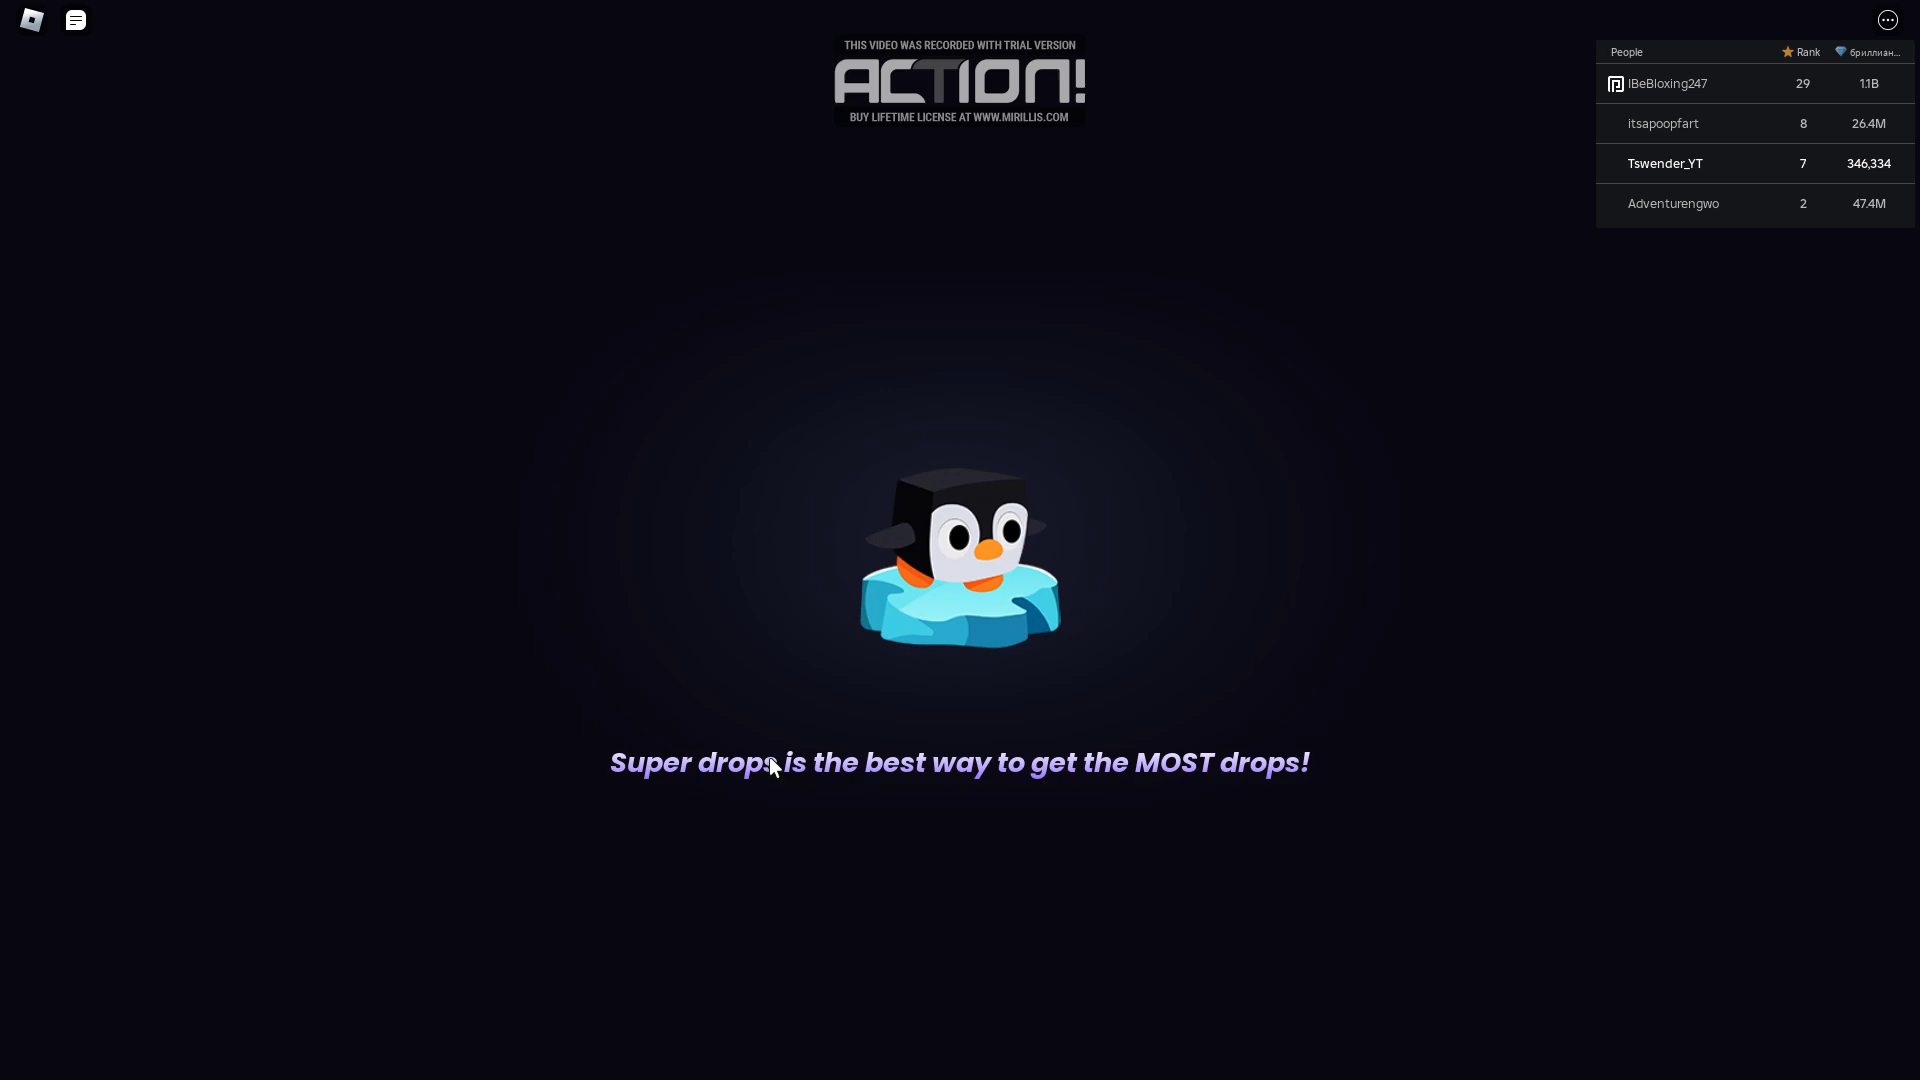 THIS VIDEO WAS RECORDED WITH TRIAL VERSION
ACTION!
BUY LIFETIME LICENSE AT WWW.MIRILLIS.COM
People Rank бриллиан...
IBeBloxing247 29 1.1B
itsapoopfart 8 26.4M
Tswender_YT 7 346,334
Adventurengwo 2 47.4M
Super drops is the best way to get the MOST drops!